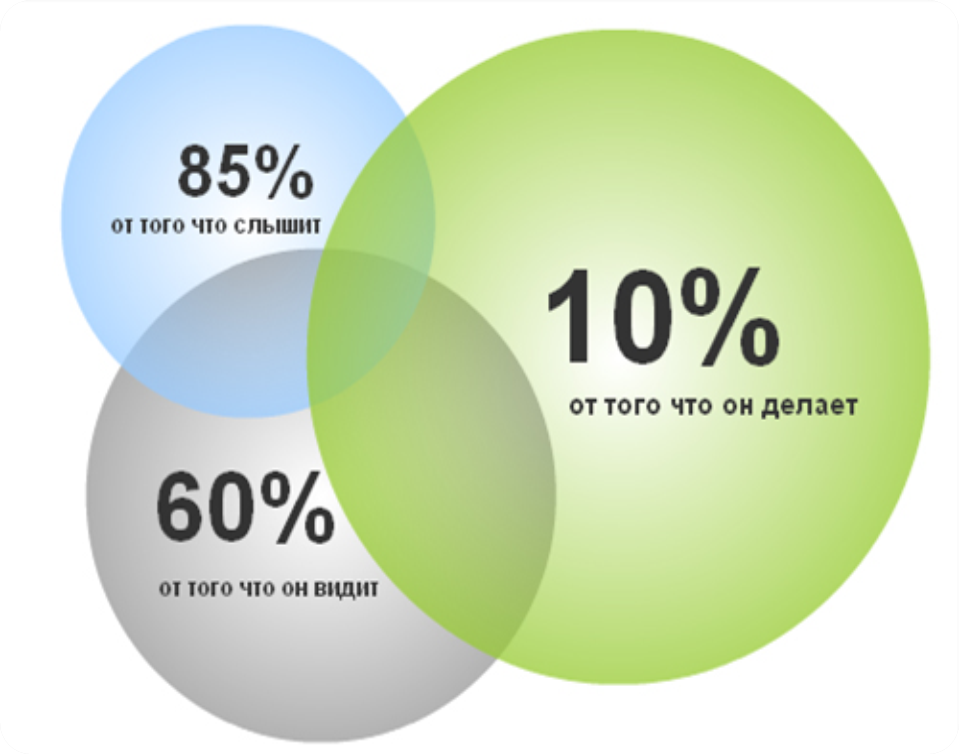 85%
от того что слышит
10%
от того что он делает
60%
от того что он видит